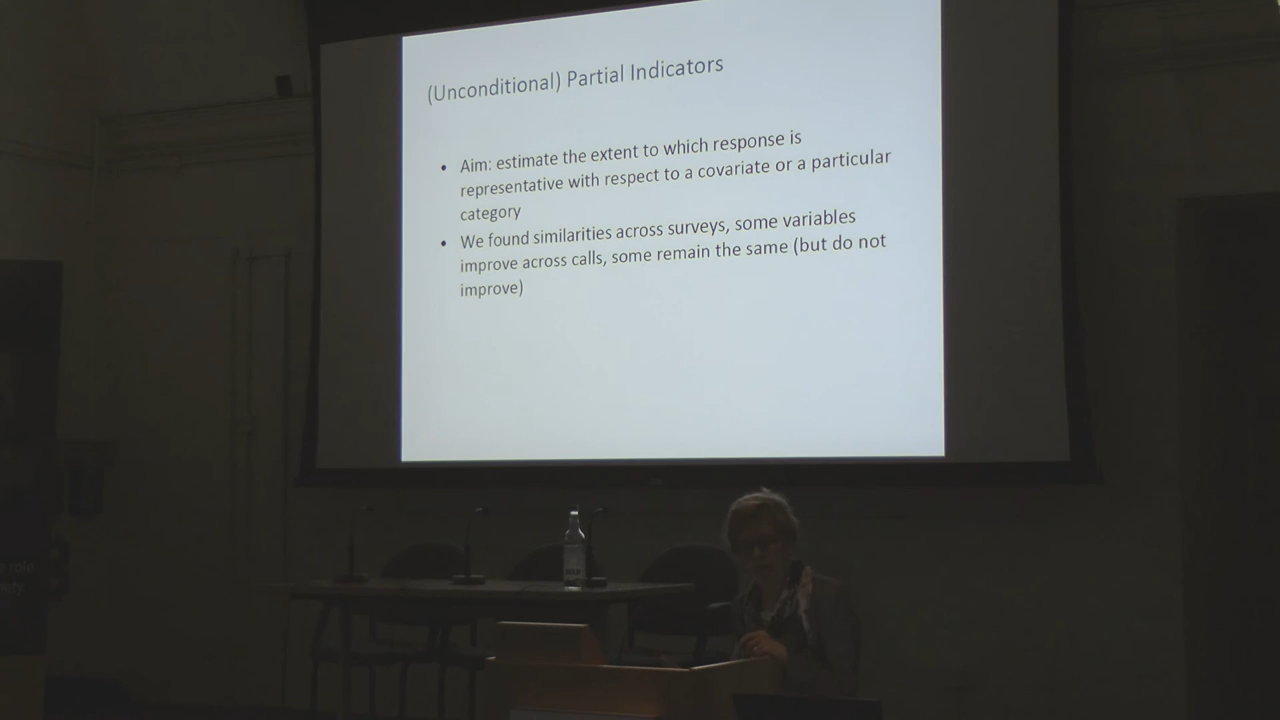 (Unconditional) Partial Indicators
• Aim: estimate the extent to which response is
representative with respect to a covariate or a particular
category
• We found similarities across surveys, some variables
improve across calls, some remain the same (but do not
improve)
role